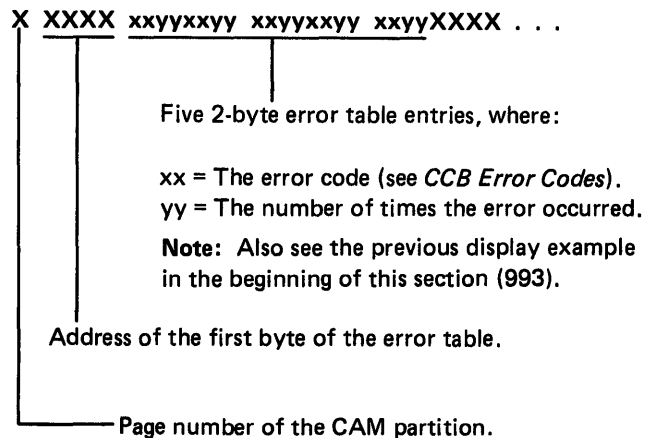 X XXXX xxyyxxyy xxyyxxyy xxyyXXXX . . .
Five 2-byte error table entries, where:
xx = The error code (see CCB Error Codes).
yy = The number of times the error occurred.
Note: Also see the previous display example
in the beginning of this section (993).
Address of the first byte of the error table.
Page number of the CAM partition.